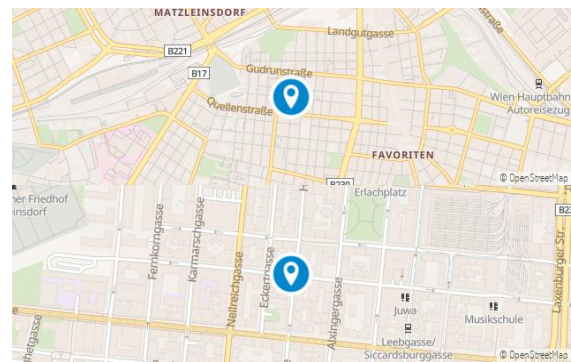 MATZLEINSDORF
Landgutgasse
B221
Gudrunstraße
B17
Wien Hauptbahn
Autoreisezug
Quellenstraße
FAVORITEN
© OpenStreetMap
B230
Erlachplatz
ner Friedhof
einsdorf
Fernkorngasse
Karmarschgasse
Neilreichgasse
Eckertgasse
Alxingergasse
Laxenburger Str.
Juwa
Musikschule
Leebgasse/
Siccardsburggasse
© OpenStreetMap